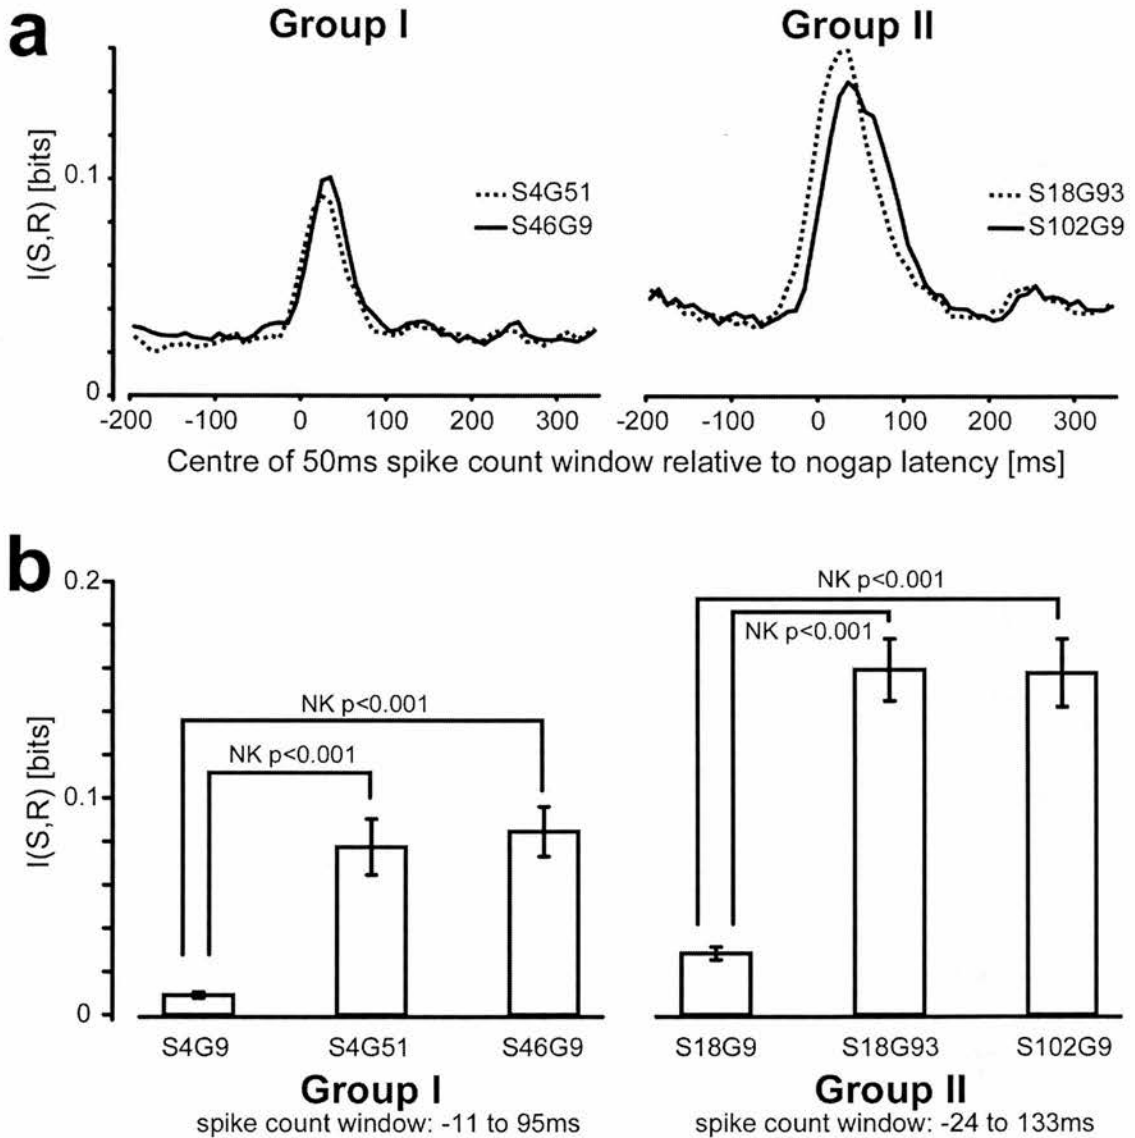 a
Group I
Group II
I(S,R) [bits]
0.1
0
S4G51
S46G9
S18G93
S102G9
-200 -100 0 100 200 300
-200 -100 0 100 200 300
Centre of 50ms spike count window relative to nogap latency [ms]
b
0.2
0.1
0
I(S,R) [bits]
NK p<0.001
NK p<0.001
NK p<0.001
NK p<0.001
S4G9 S4G51 S46G9
S18G9 S18G93 S102G9
Group I
Group II
spike count window: -11 to 95ms
spike count window: -24 to 133ms